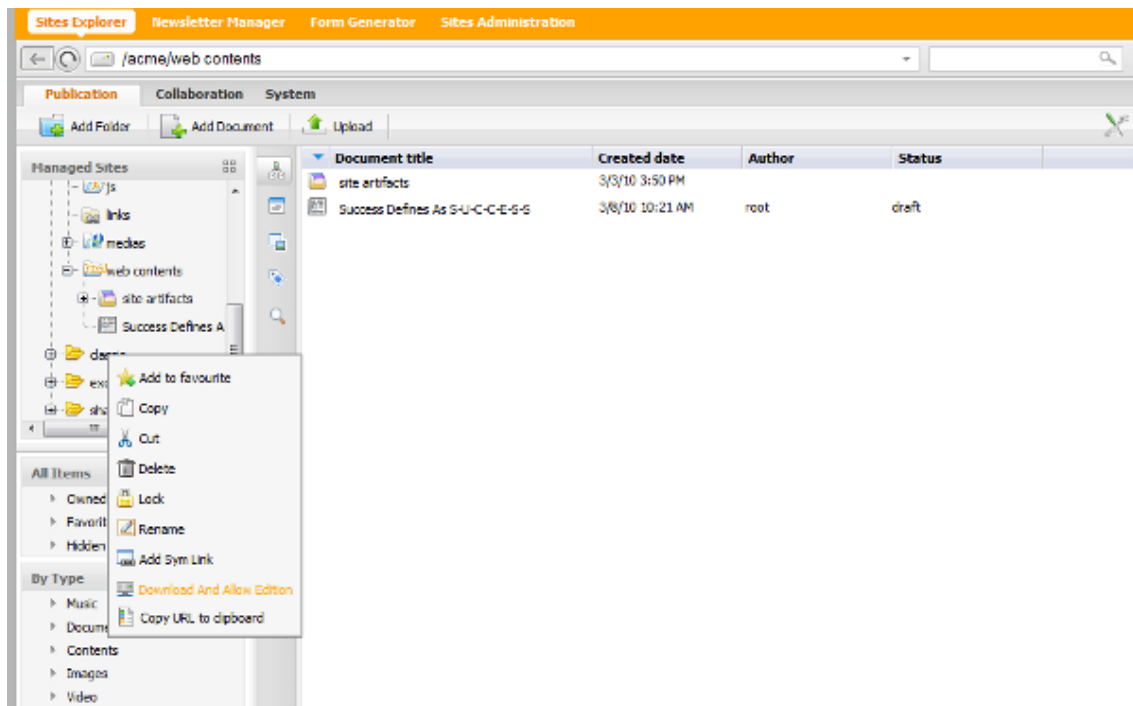 Sites Explorer Newsletter Manager Form Generator Sites Administration
/acme/web contents
Publication Collaboration System
Add Folder Add Document Upload
Managed Sites
Document title Created date Author Status
js
site artifacts 3/3/10 3:50 PM
links
Success Defines As S-U-C-C-E-S-S 3/8/10 10:21 AM root draft
medias
web contents
site artifacts
Success Defines A
Add to favourite
Copy
Cut
All Items
Delete
Owned
Lock
Favorit
Rename
Hidden
Add Sym Link
By Type
Download And Allow Edition
Music
Copy URL to clipboard
Docume
Contents
Images
Video